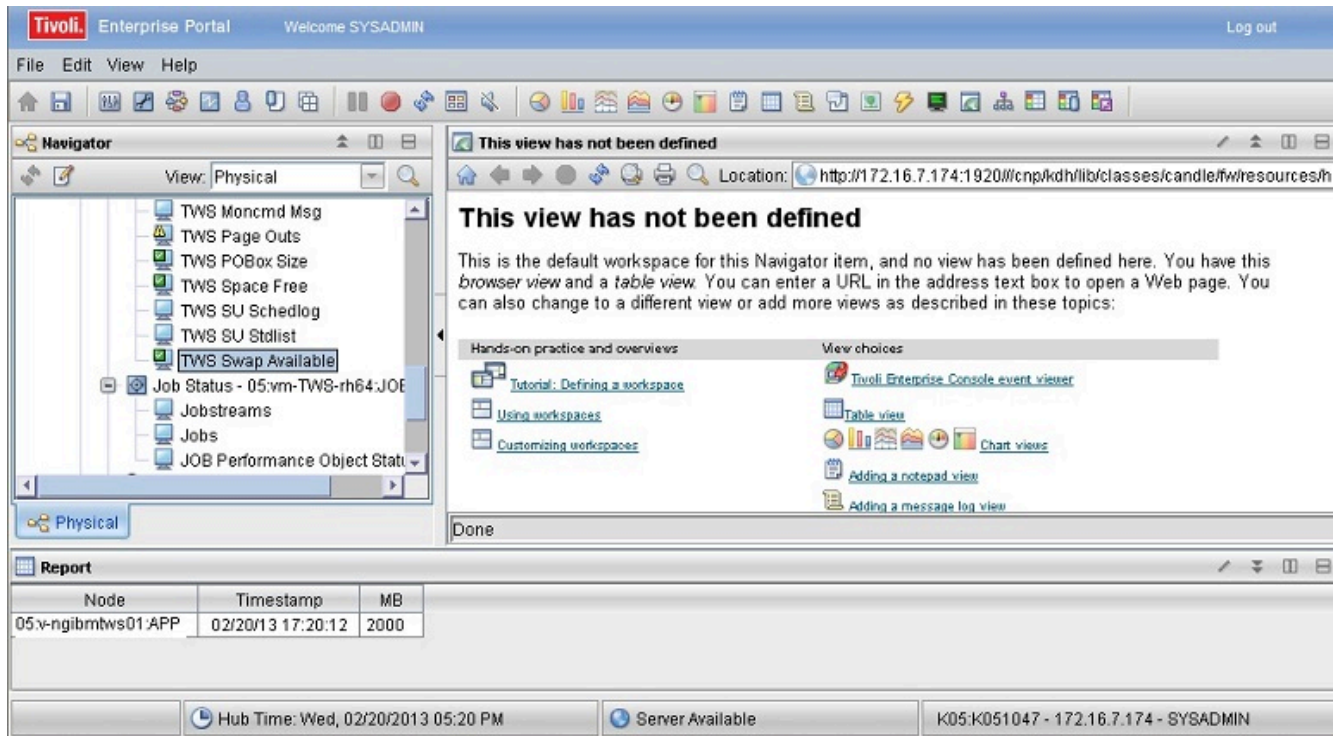 Tivoli. Enterprise Portal Welcome SYSADMIN Log out
File Edit View Help
Navigator
View: Physical
TWS Moncmd Msg
TWS Page Outs
TWS POBox Size
TWS Space Free
TWS SU Schedlog
TWS SU Stdlist
TWS Swap Available
Job Status - 05:vm-TWS-rh64:JOB
Jobstreams
Jobs
JOB Performance Object Statu
Physical
This view has not been defined
Location: http://172.16.7.174:1920///cnp/kdh/lib/classes/candle/fw/resources/h
This view has not been defined
This is the default workspace for this Navigator item, and no view has been defined here. You have this
browser view and a table view. You can enter a URL in the address text box to open a Web page. You
can also change to a different view or add more views as described in these topics:
Hands-on practice and overviews
Tutorial: Defining a workspace
Using workspaces
Customizing workspaces
View choices
Tivoli Enterprise Console event viewer
Table view
Chart views
Adding a notepad view
Adding a message log view
Done
Report
Node Timestamp MB
05:v-ngibmtws01:APP 02/20/13 17:20:12 2000
Hub Time: Wed, 02/20/2013 05:20 PM Server Available K05:K051047 - 172.16.7.174 - SYSADMIN